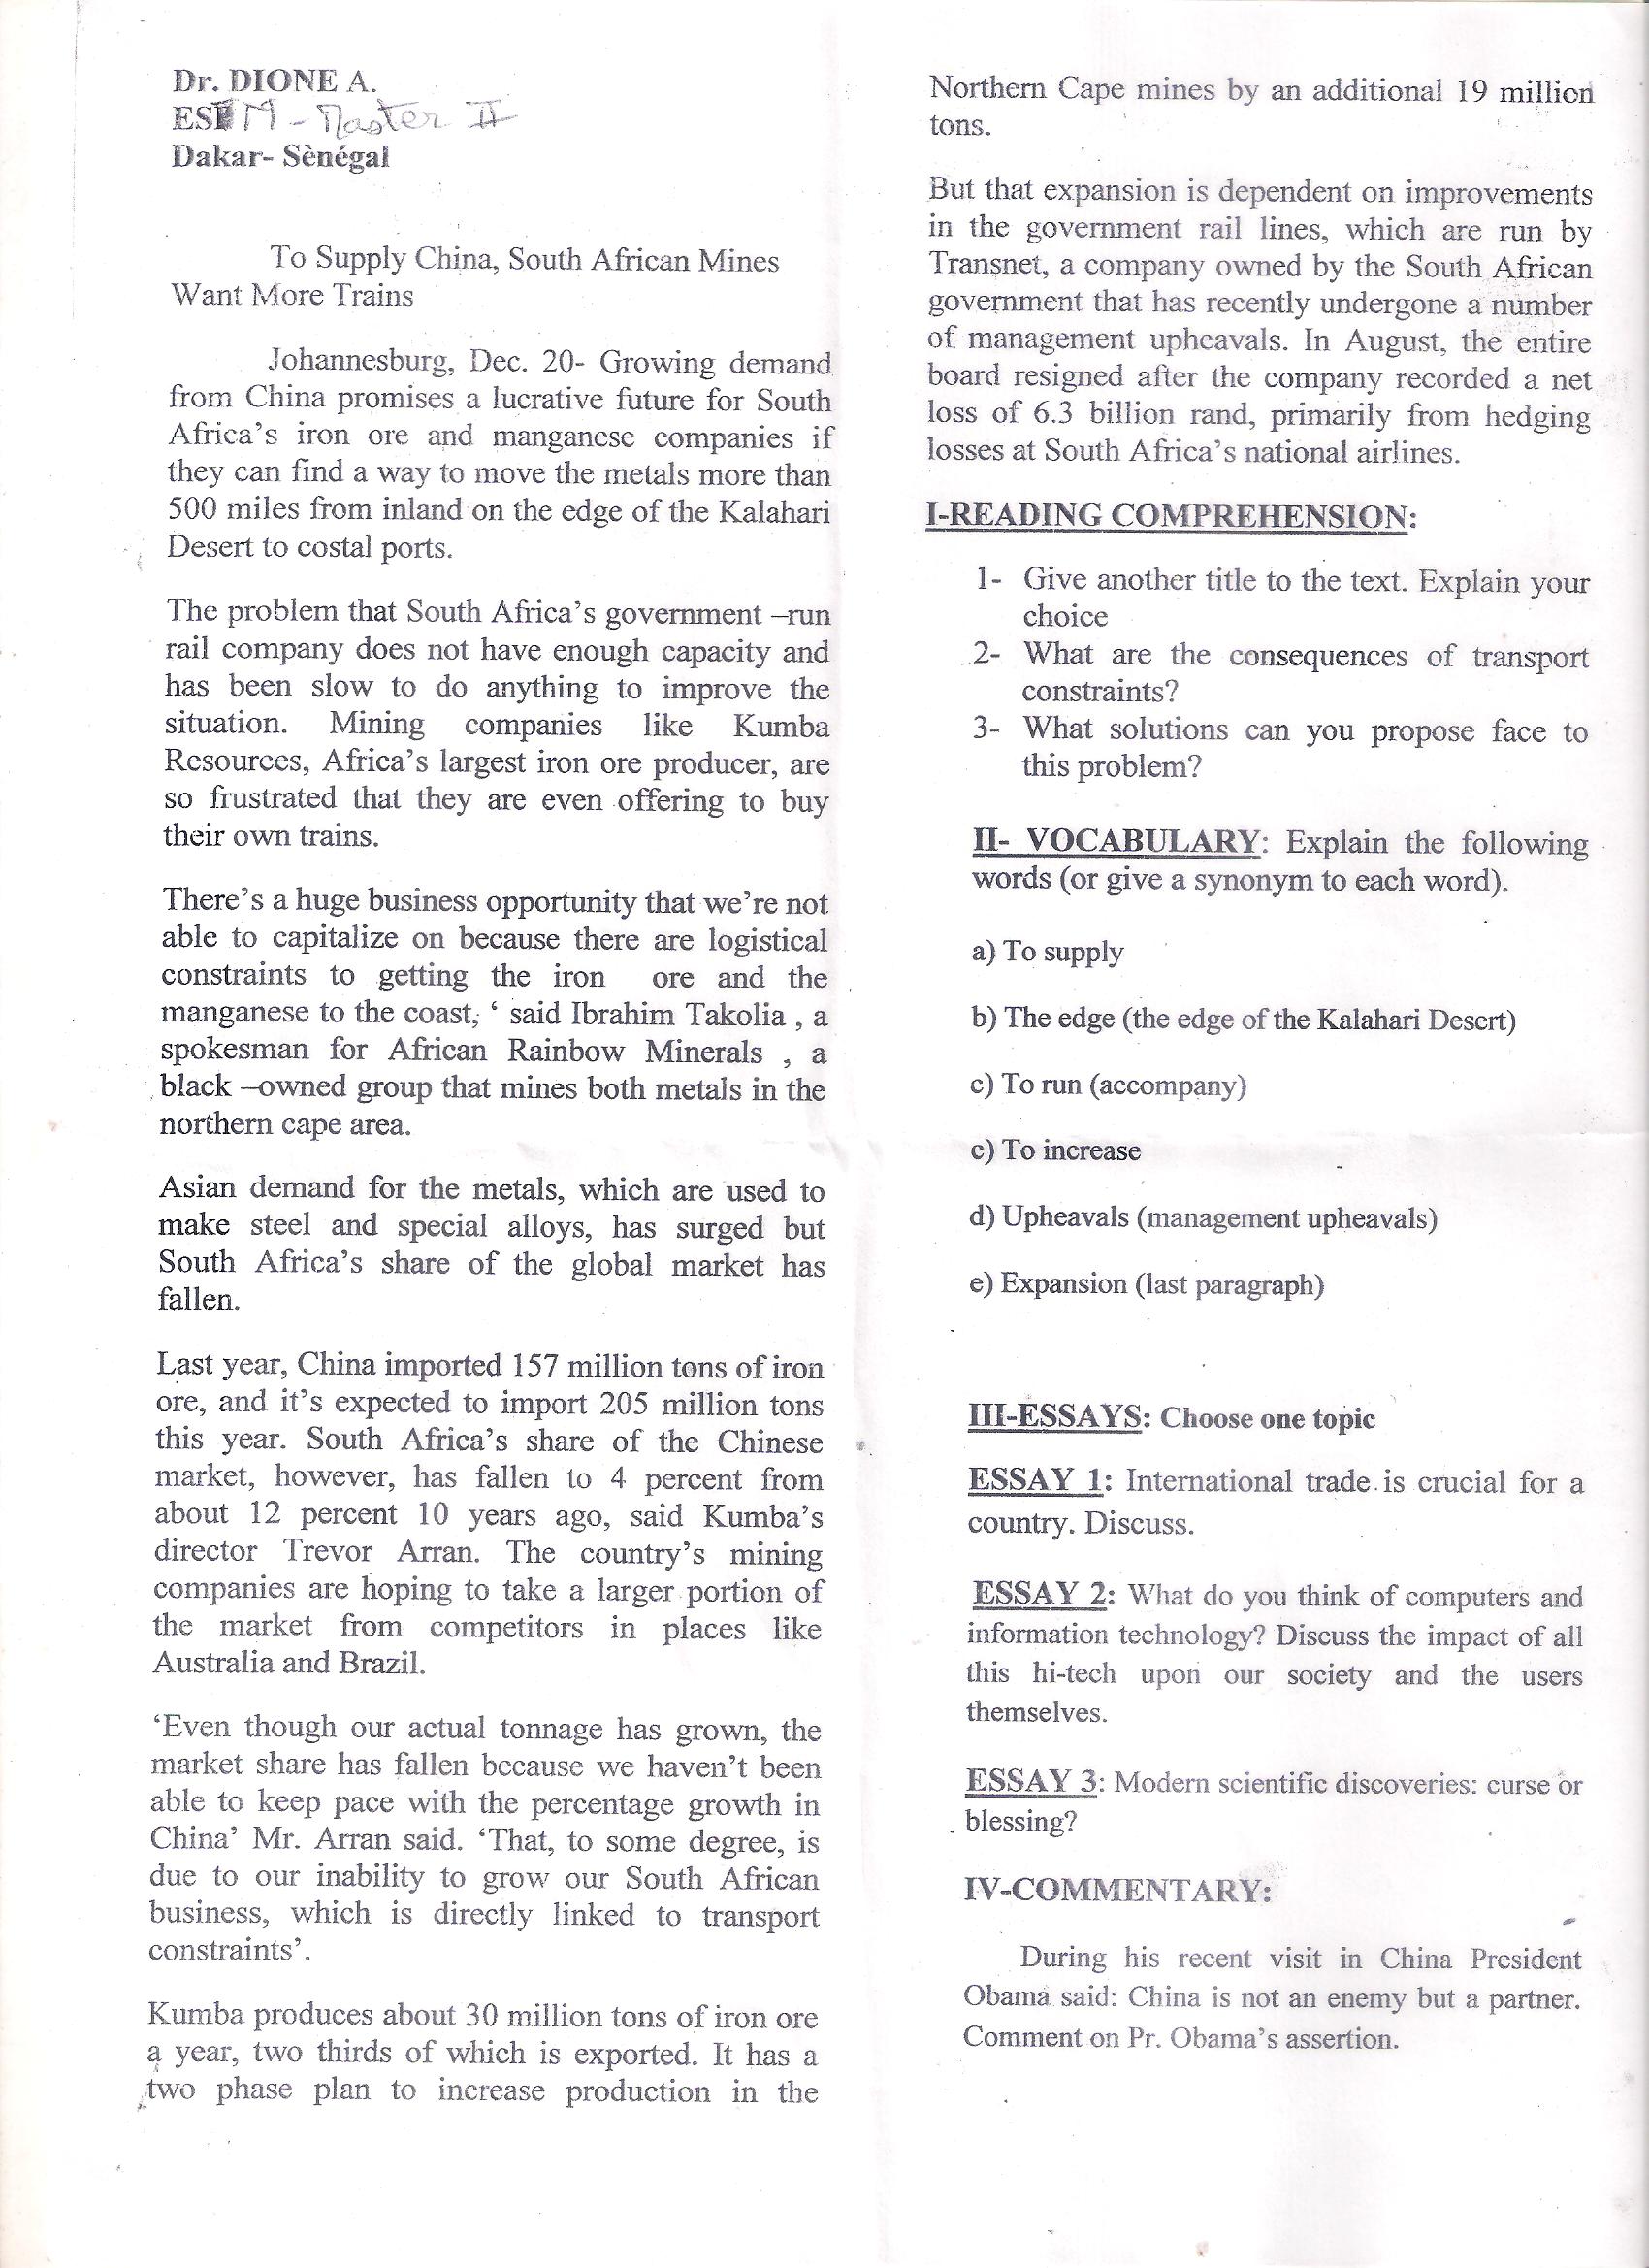 Dr. DIONE A.
ES M - Master II
Dakar- Sènégal
To Supply China, South African Mines
Want More Trains
Johannesburg, Dec. 20- Growing demand
from China promises a lucrative future for South
Africa's iron ore and manganese companies if
they can find a way to move the metals more than
500 miles from inland on the edge of the Kalahari
Desert to costal ports.
The problem that South Africa's government –run
rail company does not have enough capacity and
has been slow to do anything to improve the
situation. Mining companies like Kumba
Resources, Africa's largest iron ore producer, are
so frustrated that they are even offering to buy
their own trains.
There's a huge business opportunity that we're not
able to capitalize on because there are logistical
constraints to getting the iron ore and the
manganese to the coast, ‘ said Ibrahim Takolia , a
spokesman for African Rainbow Minerals , a
black –owned group that mines both metals in the
northern cape area.
Asian demand for the metals, which are used to
make steel and special alloys, has surged but
South Africa's share of the global market has
fallen.
Last year, China imported 157 million tons of iron
ore, and it's expected to import 205 million tons
this year. South Africa's share of the Chinese
market, however, has fallen to 4 percent from
about 12 percent 10 years ago, said Kumba's
director Trevor Arran. The country's mining
companies are hoping to take a larger portion of
the market from competitors in places like
Australia and Brazil.
‘Even though our actual tonnage has grown, the
market share has fallen because we haven't been
able to keep pace with the percentage growth in
China’ Mr. Arran said. ‘That, to some degree, is
due to our inability to grow our South African
business, which is directly linked to transport
constraints’.
Kumba produces about 30 million tons of iron ore
a year, two thirds of which is exported. It has a
two phase plan to increase production in the
Northern Cape mines by an additional 19 million
tons.
But that expansion is dependent on improvements
in the government rail lines, which are run by
Transnet, a company owned by the South African
government that has recently undergone a number
of management upheavals. In August, the entire
board resigned after the company recorded a net
loss of 6.3 billion rand, primarily from hedging
losses at South Africa's national airlines.
I-READING COMPREHENSION:
1- Give another title to the text. Explain your
choice
2- What are the consequences of transport
constraints?
3- What solutions can you propose face to
this problem?
II- VOCABULARY: Explain the following
words (or give a synonym to each word).
a) To supply
b) The edge (the edge of the Kalahari Desert)
c) To run (accompany)
c) To increase
d) Upheavals (management upheavals)
e) Expansion (last paragraph)
III-ESSAYS: Choose one topic
ESSAY 1: International trade is crucial for a
country. Discuss.
ESSAY 2: What do you think of computers and
information technology? Discuss the impact of all
this hi-tech upon our society and the users
themselves.
ESSAY 3: Modern scientific discoveries: curse or
blessing?
IV-COMMENTARY:
During his recent visit in China President
Obama said: China is not an enemy but a partner.
Comment on Pr. Obama's assertion.